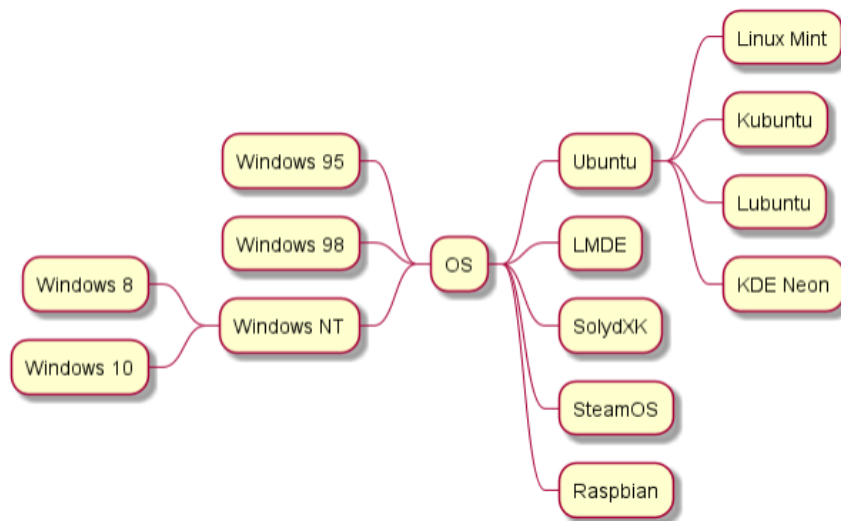 Linux Mint
Kubuntu
Windows 95
Ubuntu
Lubuntu
Windows 98
OS
LMDE
Windows 8
KDE Neon
Windows NT
SolydXK
Windows 10
SteamOS
Raspbian